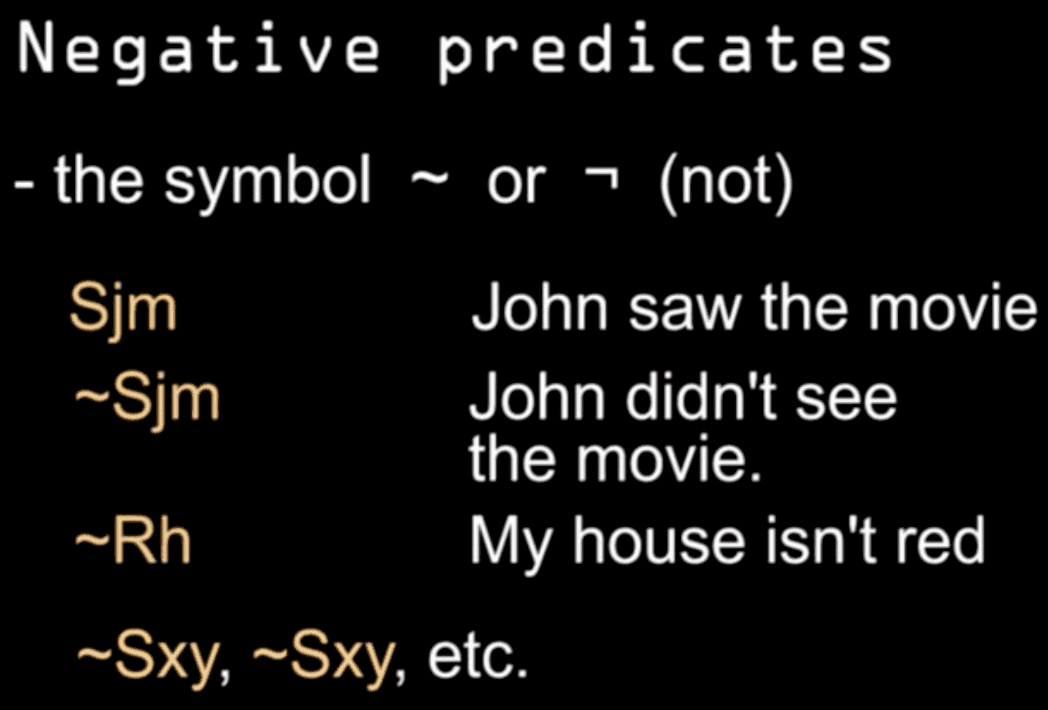 Negative predicates
- the symbol ~ or ¬ (not)
Sjm John saw the movie
~Sjm John didn't see
the movie.
~Rh My house isn't red
~Sxy, ~Sxy, etc.